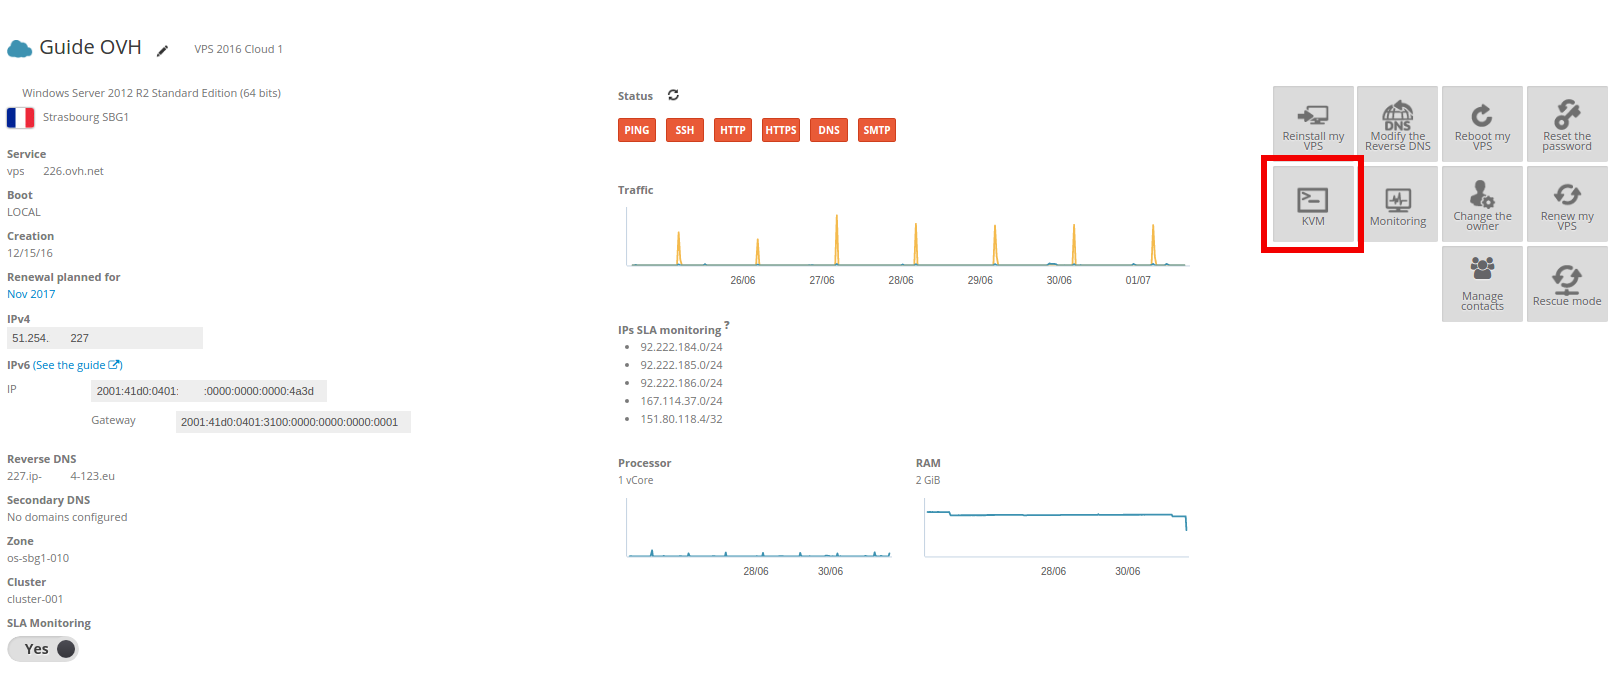 Guide OVH
VPS 2016 Cloud 1
Windows Server 2012 R2 Standard Edition (64 bits)
Strasbourg SBG1
Service
vps 226.ovh.net
Boot
LOCAL
Creation
12/15/16
Renewal planned for
Nov 2017
IPv4
51.254. 227
IPv6 (See the guide)
IP
2001:41d0:0401: :0000:0000:0000:4a3d
Gateway
2001:41d0:0401:3100:0000:0000:0000:0001
Reverse DNS
227.ip- 4-123.eu
Secondary DNS
No domains configured
Zone
os-sbg1-010
Cluster
cluster-001
SLA Monitoring
Yes
Status
PING SSH HTTP HTTPS DNS SMTP
Traffic
26/06 27/06 28/06 29/06 30/06 01/07
IPs SLA monitoring ?
92.222.184.0/24
92.222.185.0/24
92.222.186.0/24
167.114.37.0/24
151.80.118.4/32
Processor
1 vCore
28/06 30/06
RAM
2 GiB
28/06 30/06
Reinstall my
VPS
DNS
Modify the
Reverse DNS
Reboot my
VPS
Reset the
password
KVM
Monitoring
Change the
owner
Renew my
VPS
Manage
contacts
Rescue mode